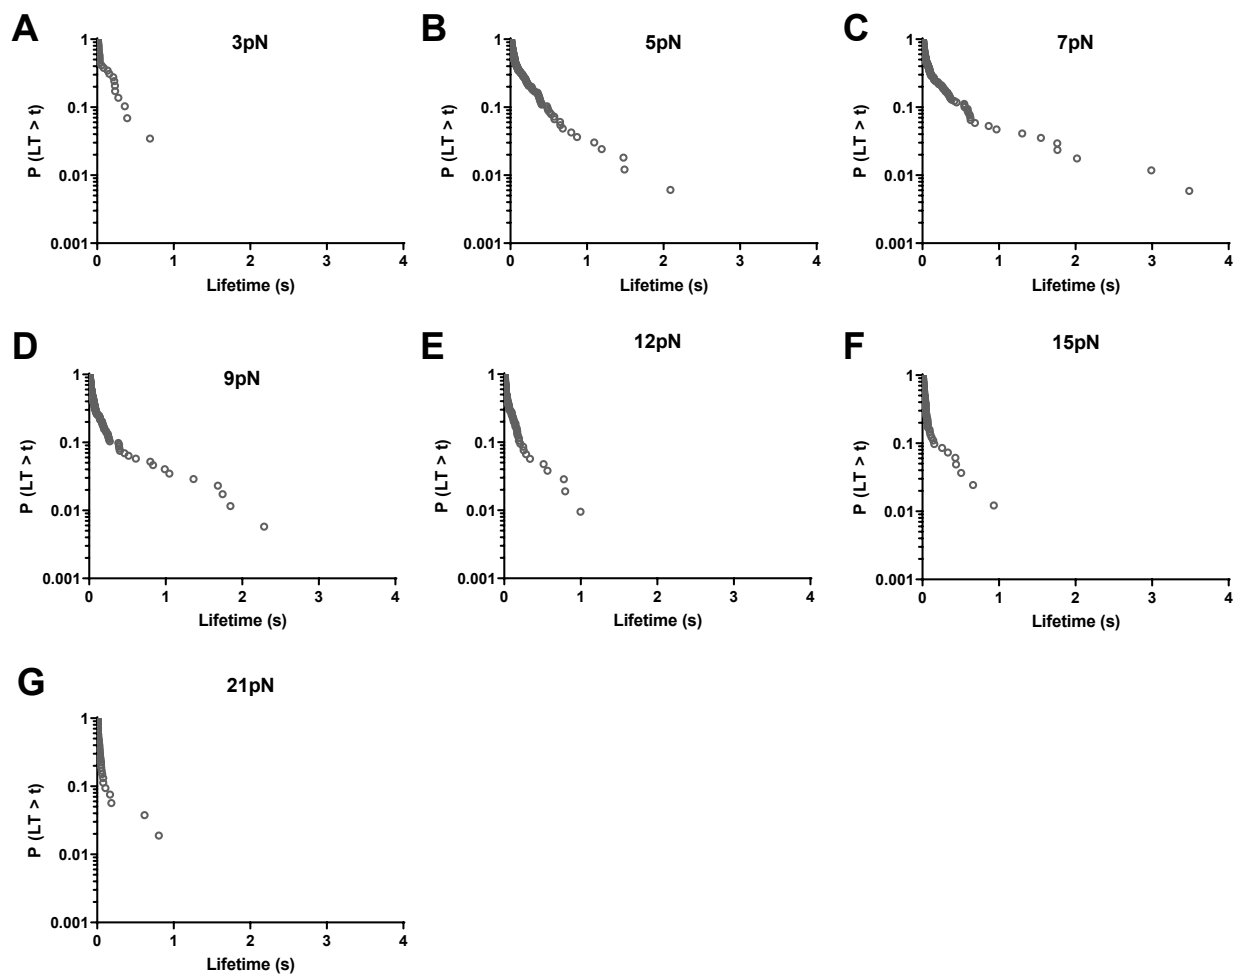 A
3pN
P (LT > t)
1
0.1
0.01
0.001
0 1 2 3 4
Lifetime (s)
B
5pN
P (LT > t)
1
0.1
0.01
0.001
0 1 2 3 4
Lifetime (s)
C
7pN
P (LT > t)
1
0.1
0.01
0.001
0 1 2 3 4
Lifetime (s)
D
9pN
P (LT > t)
1
0.1
0.01
0.001
0 1 2 3 4
Lifetime (s)
E
12pN
P (LT > t)
1
0.1
0.01
0.001
0 1 2 3 4
Lifetime (s)
F
15pN
P (LT > t)
1
0.1
0.01
0.001
0 1 2 3 4
Lifetime (s)
G
21pN
P (LT > t)
1
0.1
0.01
0.001
0 1 2 3 4
Lifetime (s)